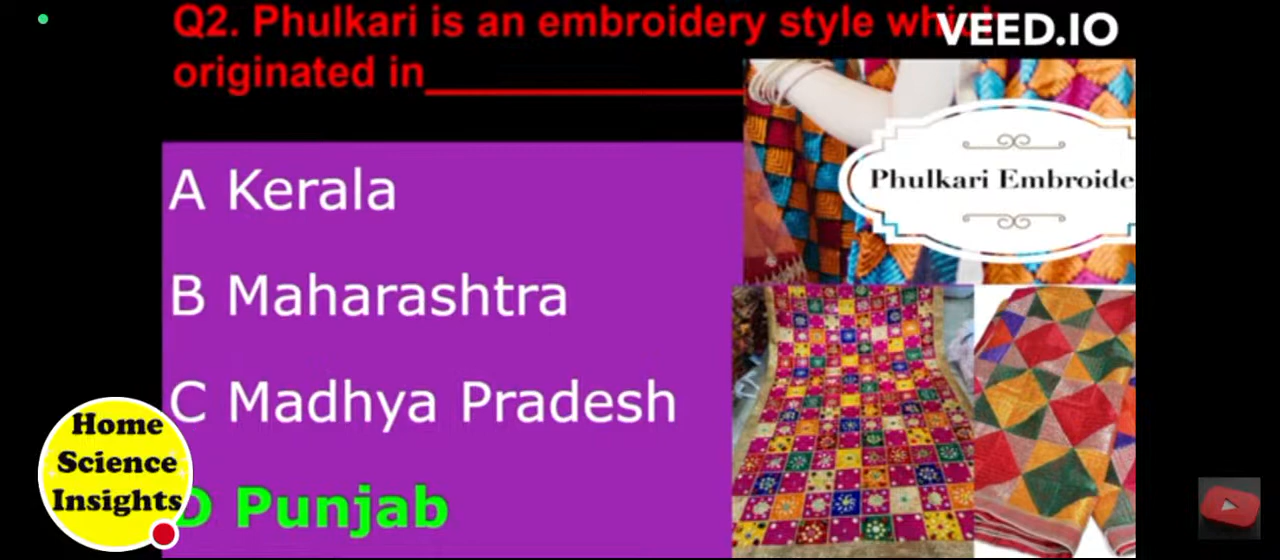 Q2. Phulkari is an embroidery style which
VEED.IO
originated in
Phulkari Embroide
A Kerala
B Maharashtra
C Madhya Pradesh
D Punjab
Home
Science
Insights